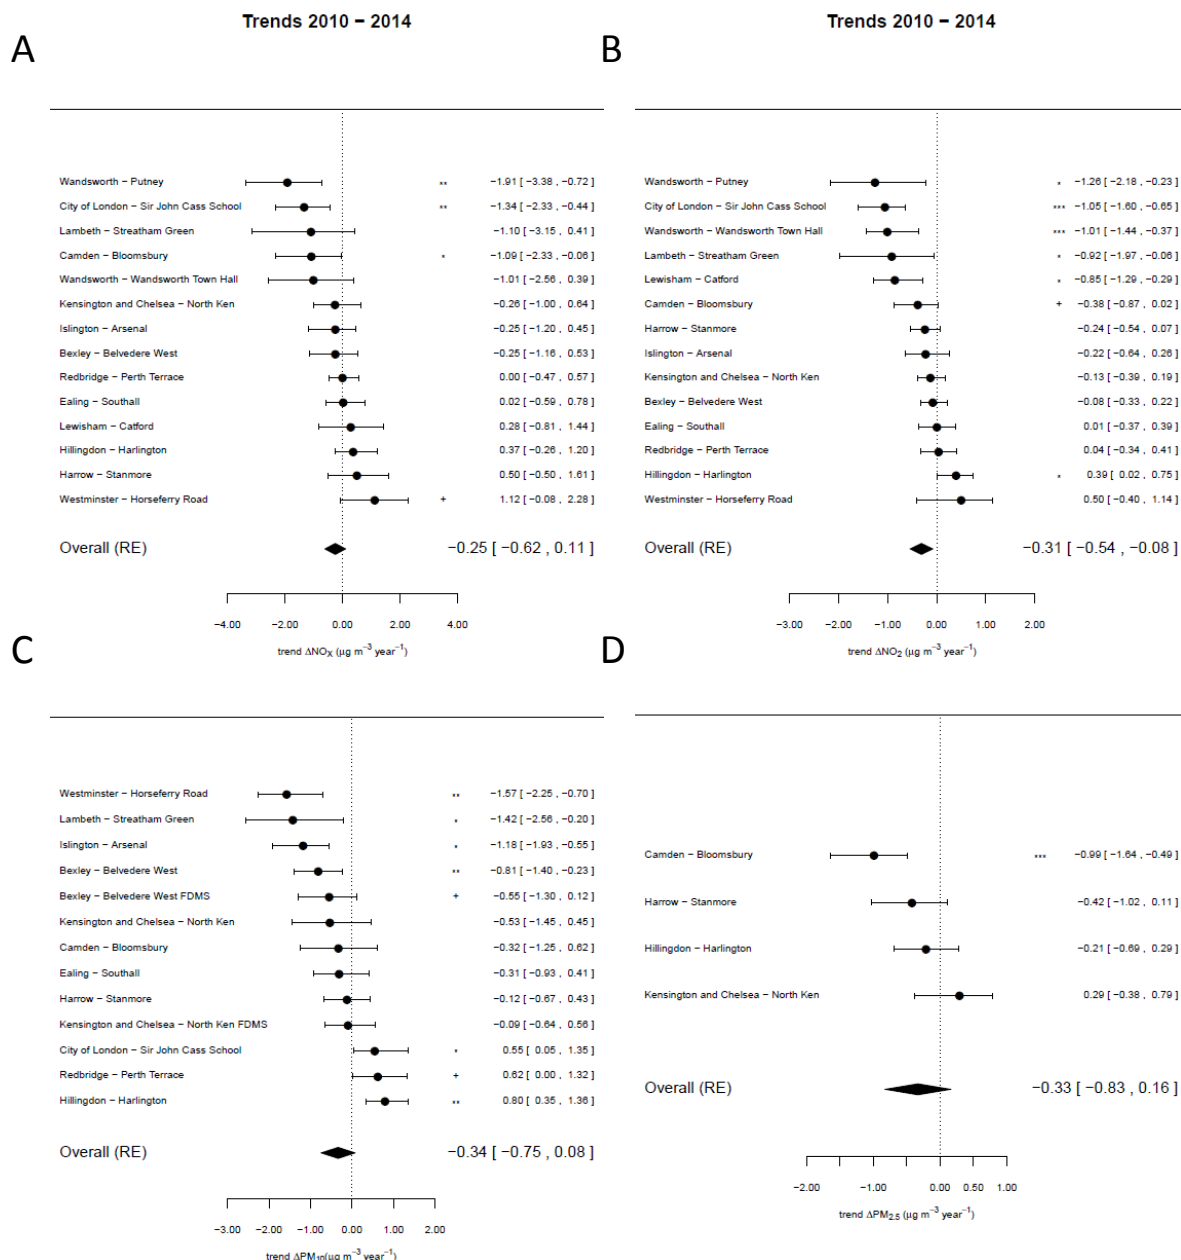 Trends 2010 − 2014
A
Wandsworth − Putney ** −1.91 [ −3.38 , −0.72 ]
City of London − Sir John Cass School ** −1.34 [ −2.33 , −0.44 ]
Lambeth − Streatham Green −1.10 [ −3.15 , 0.41 ]
Camden − Bloomsbury * −1.09 [ −2.33 , −0.06 ]
Wandsworth − Wandsworth Town Hall −1.01 [ −2.56 , 0.39 ]
Kensington and Chelsea − North Ken −0.26 [ −1.00 , 0.64 ]
Islington − Arsenal −0.25 [ −1.20 , 0.45 ]
Bexley − Belvedere West −0.25 [ −1.16 , 0.53 ]
Redbridge − Perth Terrace 0.00 [ −0.47 , 0.57 ]
Ealing − Southall 0.02 [ −0.59 , 0.78 ]
Lewisham − Catford 0.28 [ −0.81 , 1.44 ]
Hillingdon − Harlington 0.37 [ −0.26 , 1.20 ]
Harrow − Stanmore 0.50 [ −0.50 , 1.61 ]
Westminster − Horseferry Road + 1.12 [ −0.08 , 2.28 ]
Overall (RE) −0.25 [ −0.62 , 0.11 ]
−4.00 −2.00 0.00 2.00 4.00
trend ΔNOX (μg m−3 year−1)
Trends 2010 − 2014
B
Wandsworth − Putney * −1.26 [ −2.18 , −0.23 ]
City of London − Sir John Cass School *** −1.05 [ −1.60 , −0.65 ]
Wandsworth − Wandsworth Town Hall *** −1.01 [ −1.44 , −0.37 ]
Lambeth − Streatham Green * −0.92 [ −1.97 , −0.06 ]
Lewisham − Catford * −0.85 [ −1.29 , −0.29 ]
Camden − Bloomsbury + −0.38 [ −0.87 , 0.02 ]
Harrow − Stanmore −0.24 [ −0.54 , 0.07 ]
Islington − Arsenal −0.22 [ −0.64 , 0.26 ]
Kensington and Chelsea − North Ken −0.13 [ −0.39 , 0.19 ]
Bexley − Belvedere West −0.08 [ −0.33 , 0.22 ]
Ealing − Southall 0.01 [ −0.37 , 0.39 ]
Redbridge − Perth Terrace 0.04 [ −0.34 , 0.41 ]
Hillingdon − Harlington * 0.39 [ 0.02 , 0.75 ]
Westminster − Horseferry Road 0.50 [ −0.40 , 1.14 ]
Overall (RE) −0.31 [ −0.54 , −0.08 ]
−3.00 −2.00 −1.00 0.00 1.00 2.00
trend ΔNO2 (μg m−3 year−1)
C
Westminster − Horseferry Road ** −1.57 [ −2.25 , −0.70 ]
Lambeth − Streatham Green * −1.42 [ −2.56 , −0.20 ]
Islington − Arsenal * −1.18 [ −1.93 , −0.55 ]
Bexley − Belvedere West ** −0.81 [ −1.40 , −0.23 ]
Bexley − Belvedere West FDMS + −0.55 [ −1.30 , 0.12 ]
Kensington and Chelsea − North Ken −0.53 [ −1.45 , 0.45 ]
Camden − Bloomsbury −0.32 [ −1.25 , 0.62 ]
Ealing − Southall −0.31 [ −0.93 , 0.41 ]
Harrow − Stanmore −0.12 [ −0.67 , 0.43 ]
Kensington and Chelsea − North Ken FDMS −0.09 [ −0.64 , 0.56 ]
City of London − Sir John Cass School * 0.55 [ 0.05 , 1.35 ]
Redbridge − Perth Terrace + 0.62 [ 0.00 , 1.32 ]
Hillingdon − Harlington ** 0.80 [ 0.35 , 1.36 ]
Overall (RE) −0.34 [ −0.75 , 0.08 ]
−3.00 −1.00 0.00 1.00 2.00
trend ΔPM10(μg m−3 year−1)
D
Camden − Bloomsbury *** −0.99 [ −1.64 , −0.49 ]
Harrow − Stanmore −0.42 [ −1.02 , 0.11 ]
Hillingdon − Harlington −0.21 [ −0.69 , 0.29 ]
Kensington and Chelsea − North Ken 0.29 [ −0.38 , 0.79 ]
Overall (RE) −0.33 [ −0.83 , 0.16 ]
−2.00 −1.00 0.00 0.50 1.00
trend ΔPM2.5 (μg m−3 year−1)